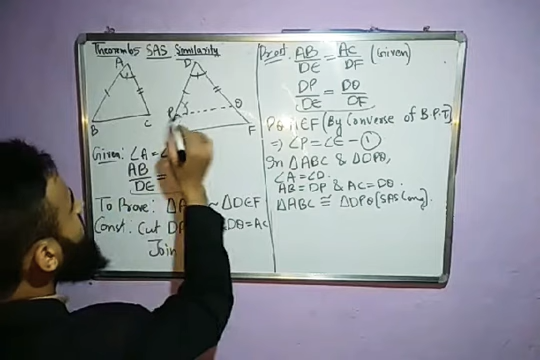 Theorem 6.5 SAS Similarity
A
B
C
D
P
Q
E
F
Given: ∠A = ∠
AB/DE =
To Prove: ΔA ~ ΔDEF
Const: Cut DP DQ = AC
Join
Proof: AB/DE = AC/DF (Given)
DP/DE = DQ/DF
PQ ∥ EF (By Converse of B.P.T)
⇒ ∠P = ∠E — ①
In ΔABC & ΔDPQ,
∠A = ∠D.
AB = DP & AC = DQ.
ΔABC ≅ ΔDPQ (SAS Cong).